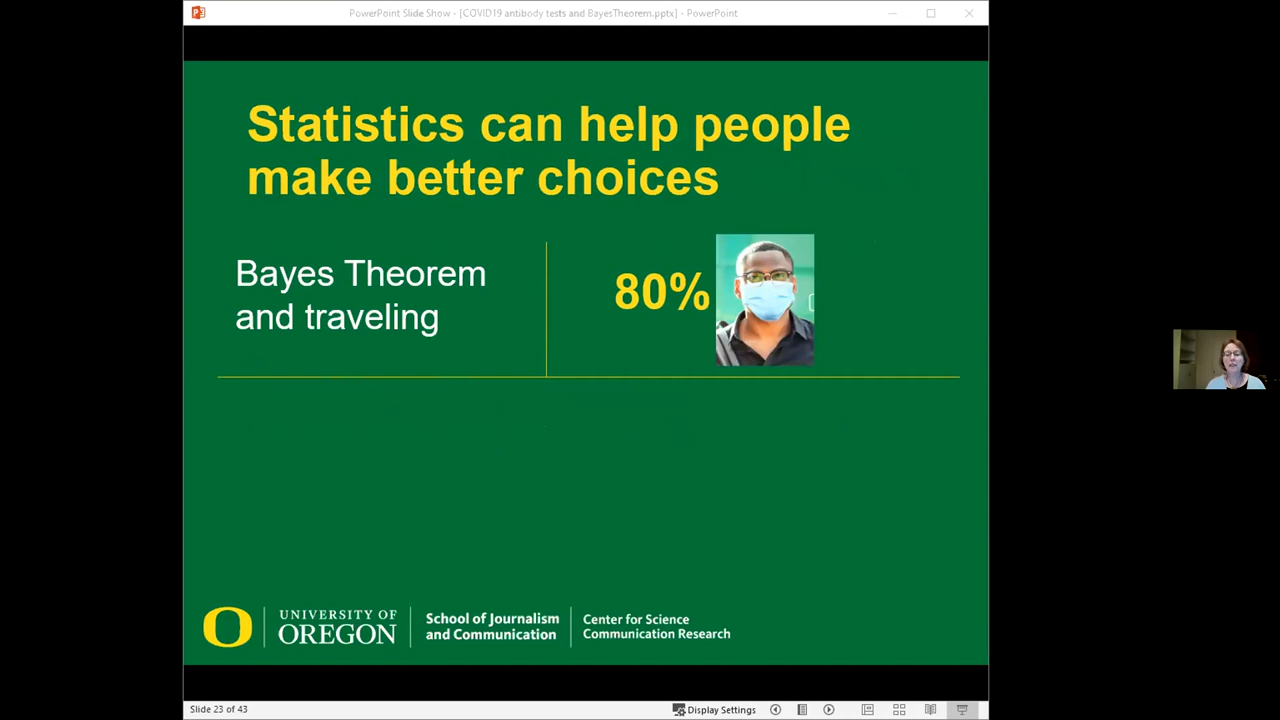 PowerPoint Slide Show - [COVID19 antibody tests and BayesTheorem.pptx] - PowerPoint
Statistics can help people
make better choices
Bayes Theorem
and traveling
80%
O
UNIVERSITY OF
OREGON
School of Journalism
and Communication
Center for Science
Communication Research
Slide 23 of 43
Display Settings